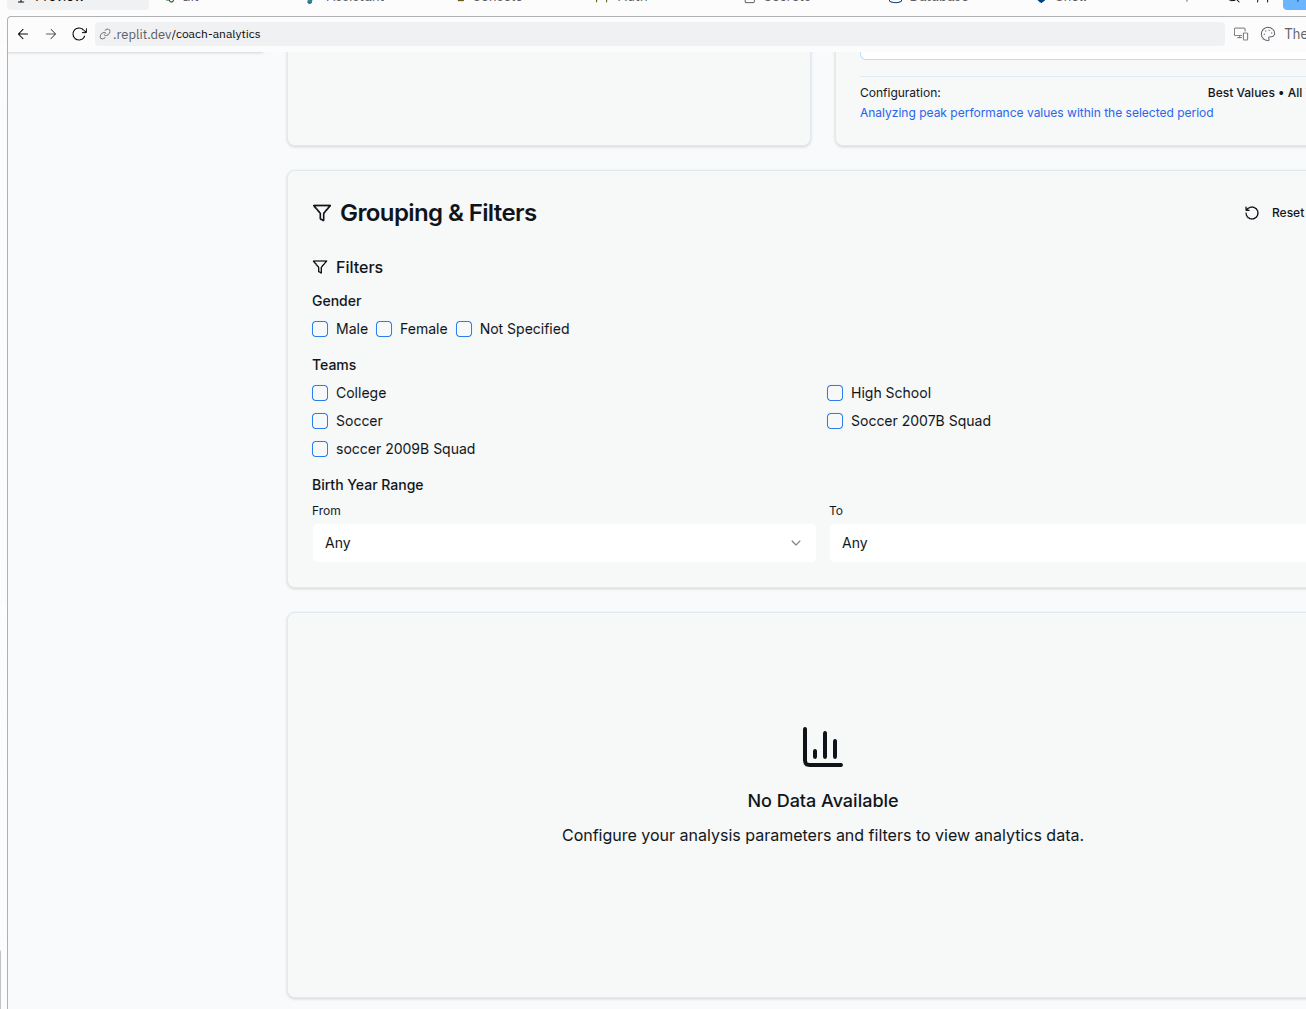 .replit.dev/coach-analytics
The
Configuration:
Best Values • All
Analyzing peak performance values within the selected period
Grouping & Filters
Reset
Filters
Gender
Male Female Not Specified
Teams
College High School
Soccer Soccer 2007B Squad
soccer 2009B Squad
Birth Year Range
From To
Any Any
No Data Available
Configure your analysis parameters and filters to view analytics data.